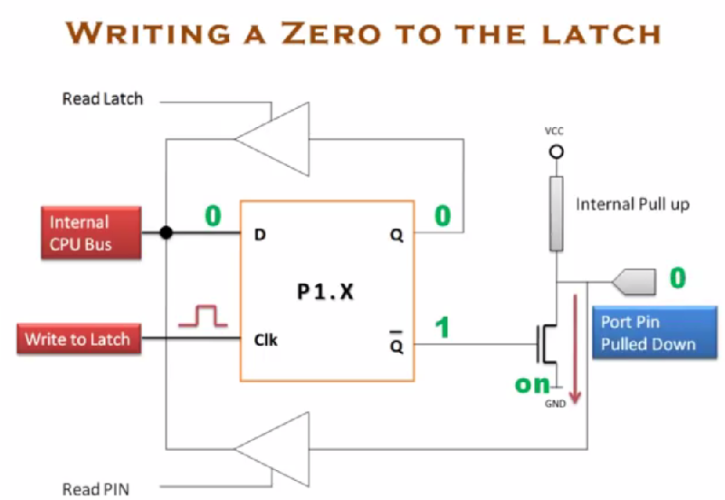 WRITING A ZERO TO THE LATCH
Read Latch
VCC
Internal Pull up
Internal
CPU Bus
0
D
Q
0
P1.X
0
Port Pin
Pulled Down
Write to Latch
Clk
Q
1
on
GND
Read PIN